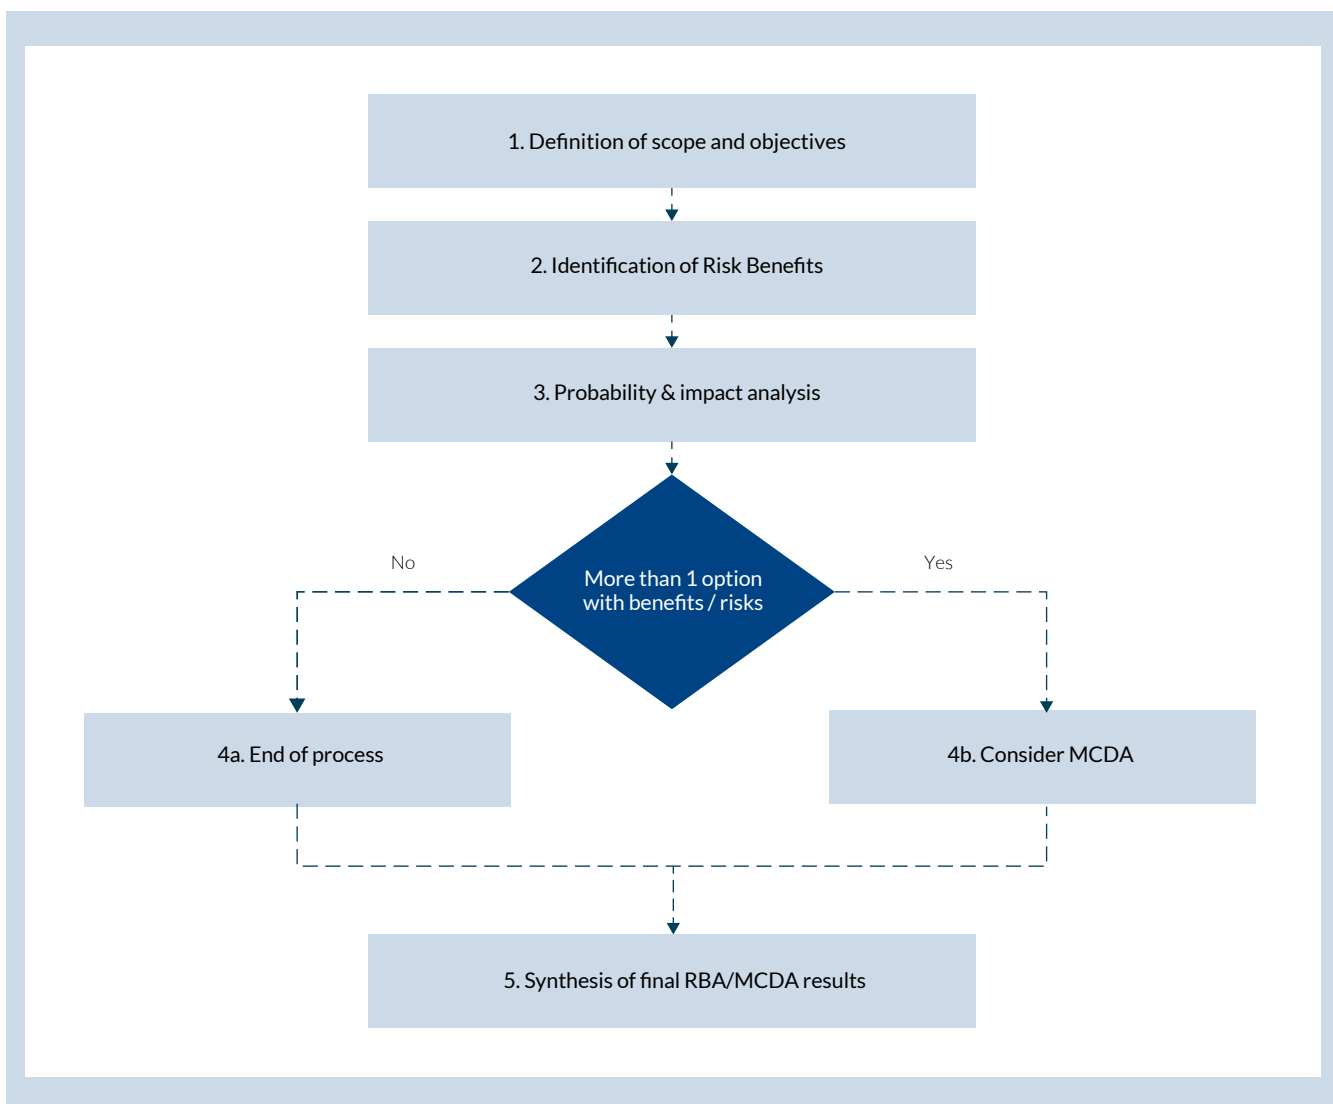 1. Definition of scope and objectives
2. Identification of Risk Benefits
3. Probability & impact analysis
No
Yes
More than 1 option
with benefits / risks
4a. End of process
4b. Consider MCDA
5. Synthesis of final RBA/MCDA results